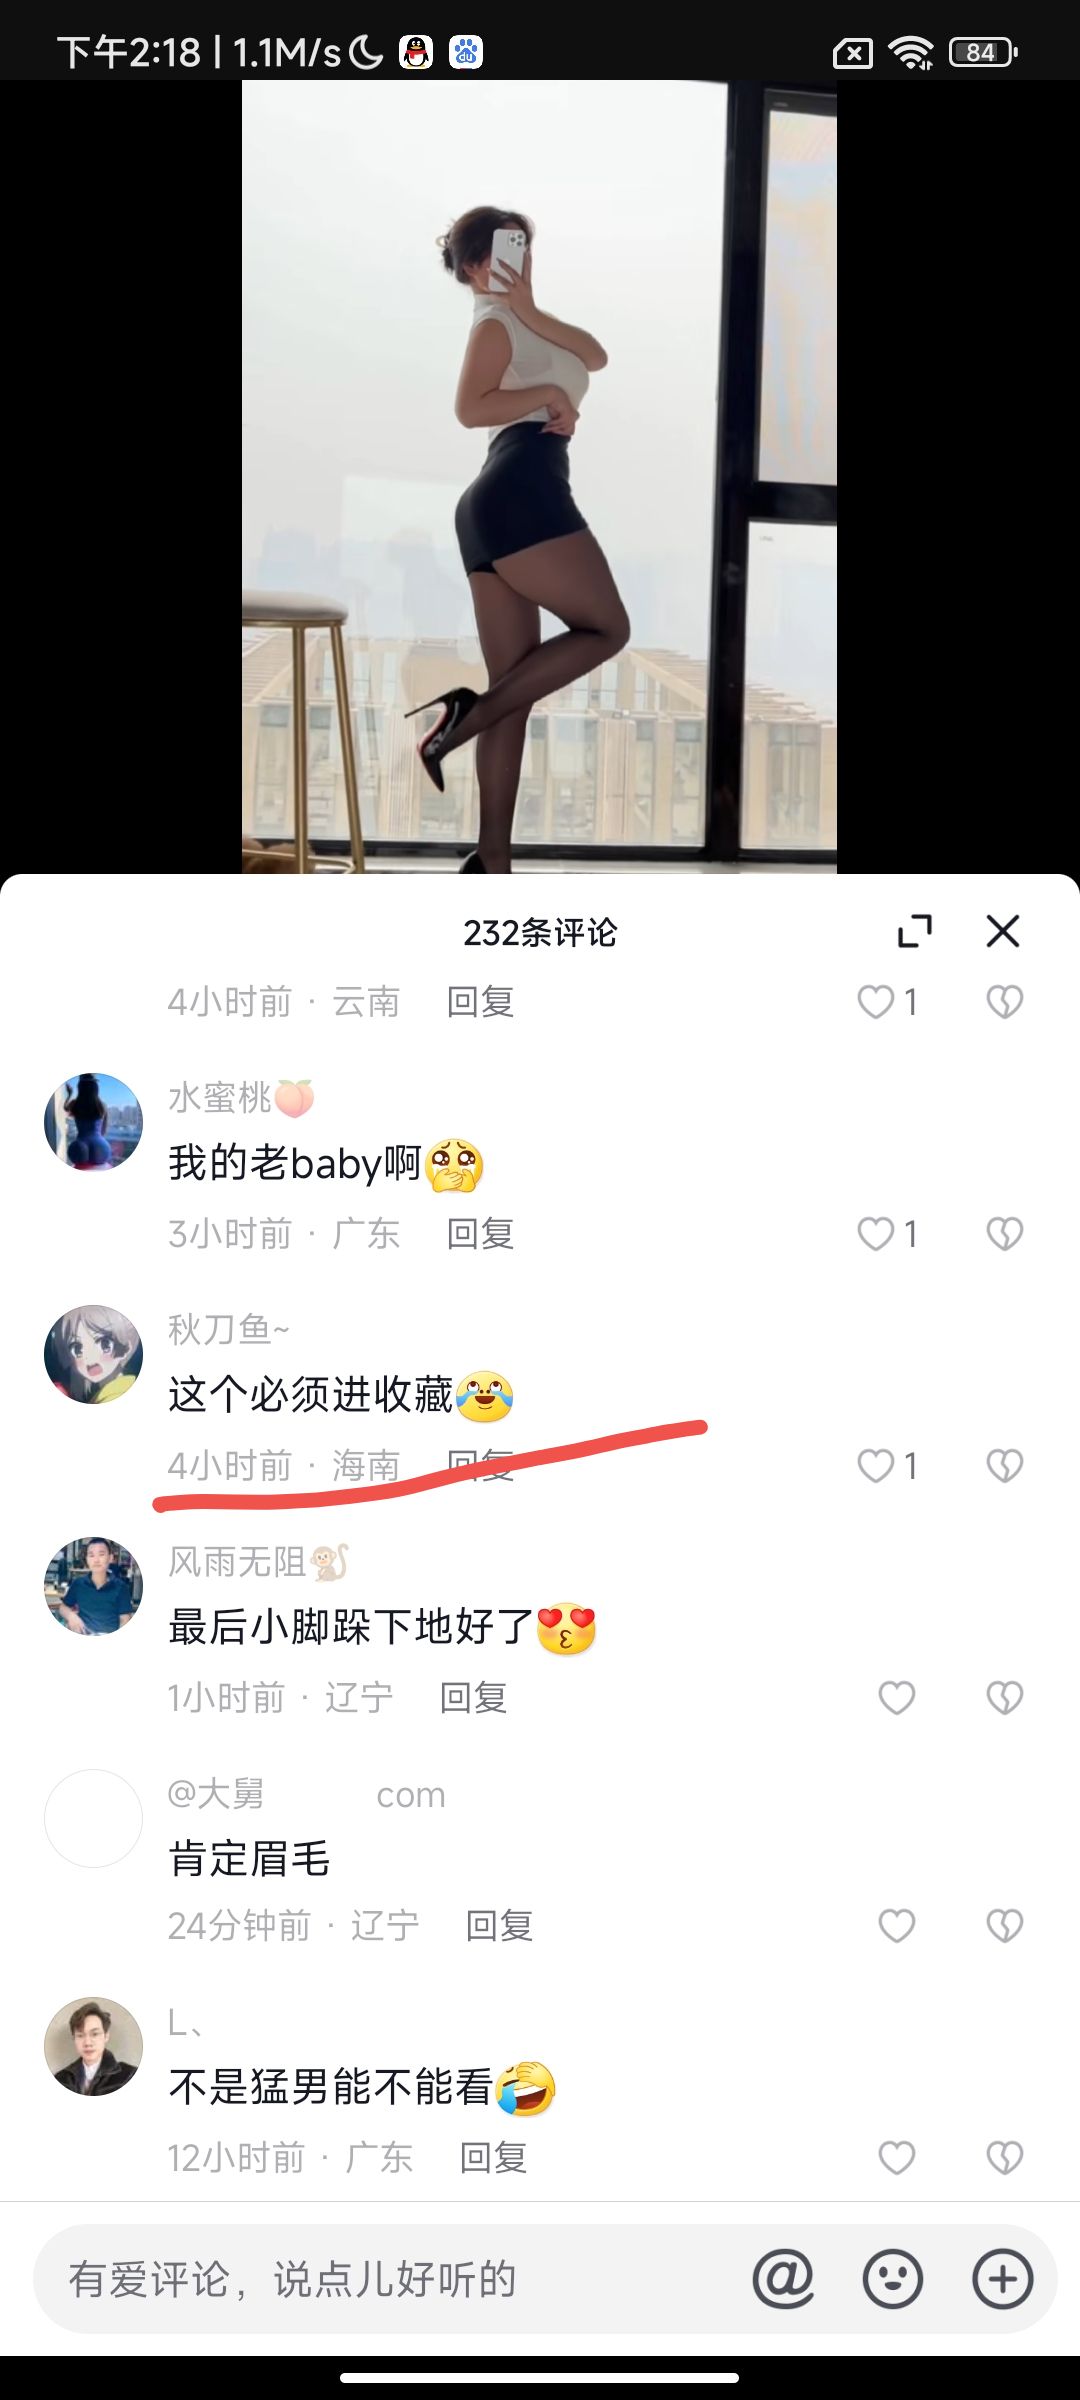 下午2:18 | 1.1M/s
du
84
232条评论
4小时前 · 云南 回复 1
水蜜桃🍑
我的老baby啊
3小时前 · 广东 回复 1
秋刀鱼~
这个必须进收藏
4小时前 · 海南 回复 1
风雨无阻🐒
最后小脚跺下地好了
1小时前 · 辽宁 回复
@大舅 com
肯定眉毛
24分钟前 · 辽宁 回复
L、
不是猛男能不能看
12小时前 · 广东 回复
有爱评论，说点儿好听的